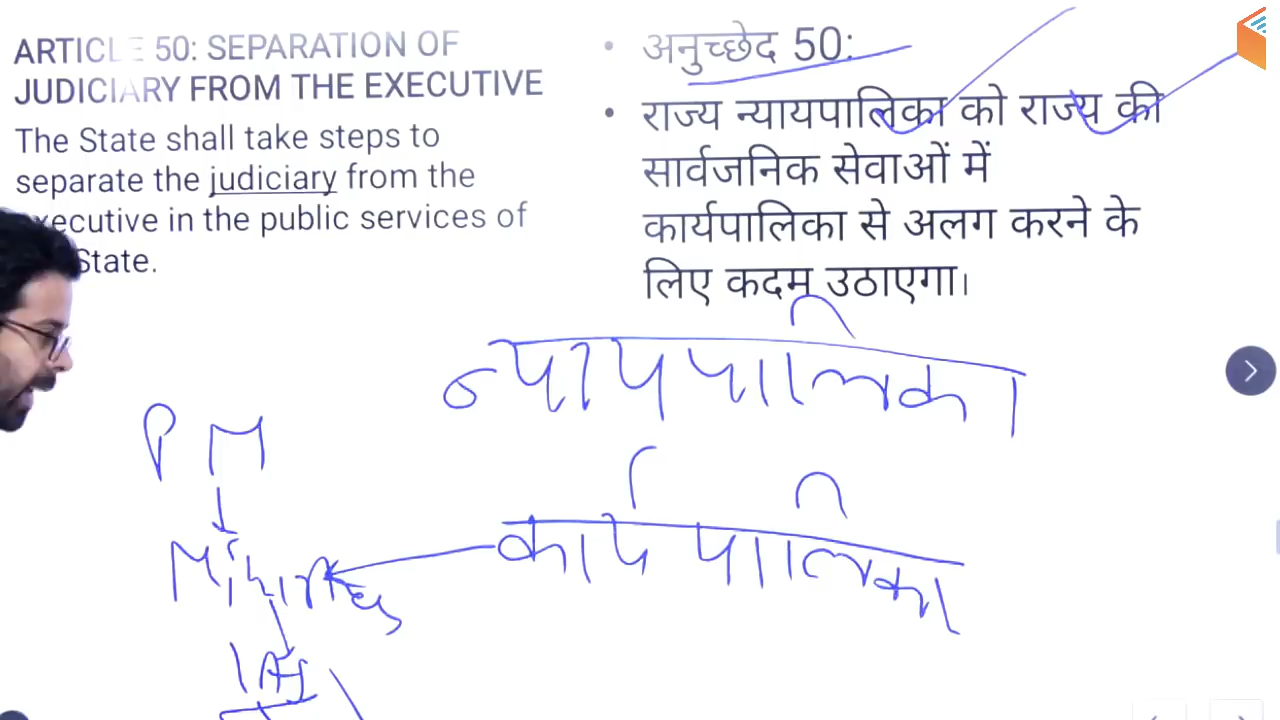 ARTICLE 50: SEPARATION OF
JUDICIARY FROM THE EXECUTIVE
The State shall take steps to
separate the judiciary from the
executive in the public services of
State.
• अनुच्छेद 50:
• राज्य न्यायपालिका को राज्य की
सार्वजनिक सेवाओं में
कार्यपालिका से अलग करने के
लिए कदम उठाएगा।
न्यायपालिका
कार्यपालिका
PM
IAS